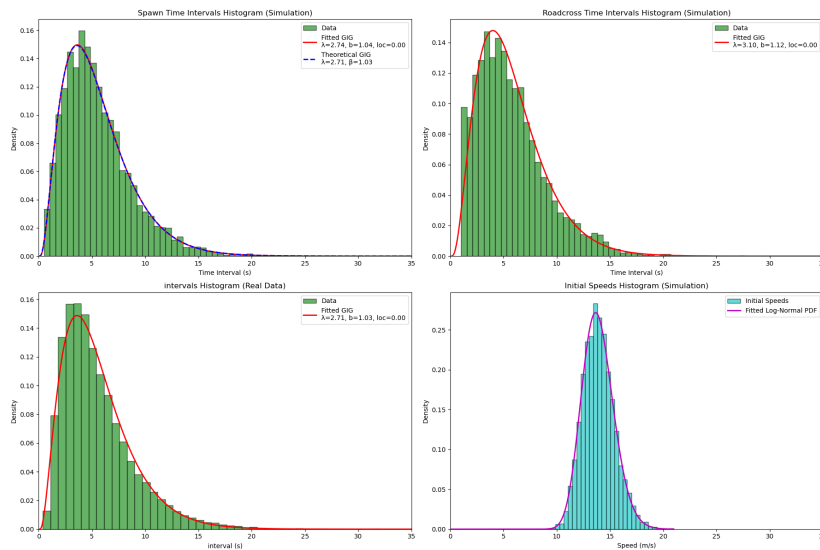 Spawn Time Intervals Histogram (Simulation)
Data
Fitted GIG
λ=2.74, b=1.04, loc=0.00
Theoretical GIG
λ=2.71, β=1.03
Density
0.16
0.14
0.12
0.10
0.08
0.06
0.04
0.02
0.00
0 5 10 15 20 25 30 35
Time Interval (s)
Roadcross Time Intervals Histogram (Simulation)
Data
Fitted GIG
λ=3.10, b=1.12, loc=0.00
Density
0.14
0.12
0.10
0.08
0.06
0.04
0.02
0.00
0 5 10 15 20 25 30 35
Time Interval (s)
intervals Histogram (Real Data)
Data
Fitted GIG
λ=2.71, b=1.03, loc=0.00
Density
0.16
0.14
0.12
0.10
0.08
0.06
0.04
0.02
0.00
0 5 10 15 20 25 30 35
interval (s)
Initial Speeds Histogram (Simulation)
Initial Speeds
Fitted Log-Normal PDF
Density
0.25
0.20
0.15
0.10
0.05
0.00
0 5 10 15 20 25 30 35
Speed (m/s)